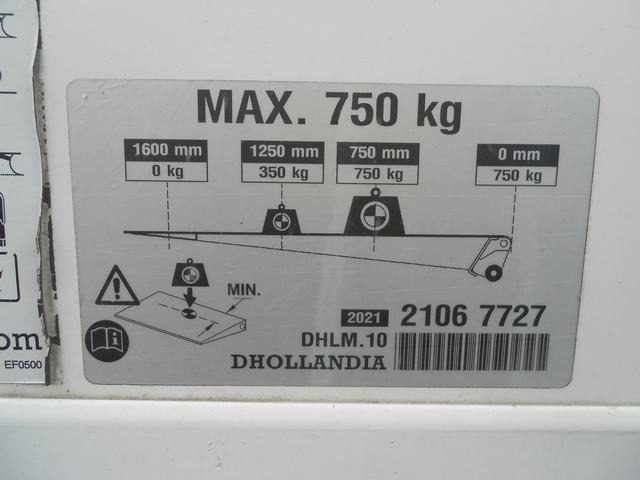 MAX. 750 kg
1600 mm
0 kg
1250 mm
350 kg
750 mm
750 kg
0 mm
750 kg
MIN.
2021 2106 7727
DHLM.10
DHOLLANDIA
om
EF0500